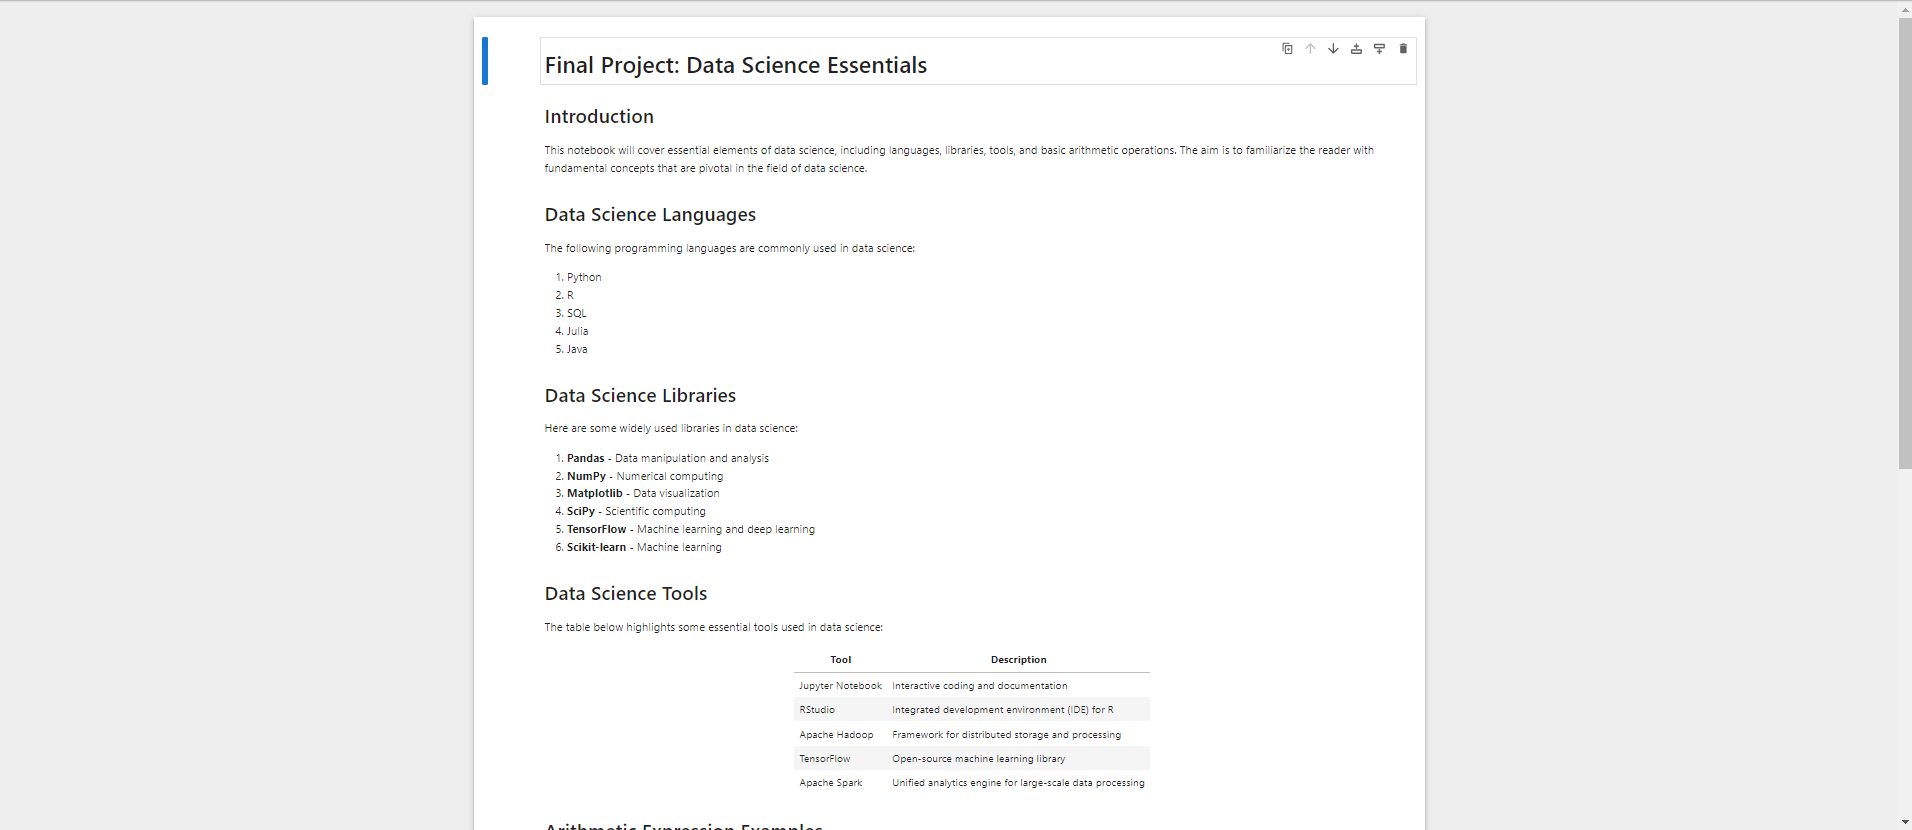 Final Project: Data Science Essentials
Introduction
This notebook will cover essential elements of data science, including languages, libraries, tools, and basic arithmetic operations. The aim is to familiarize the reader with
fundamental concepts that are pivotal in the field of data science.
Data Science Languages
The following programming languages are commonly used in data science:
1. Python
2. R
3. SQL
4. Julia
5. Java
Data Science Libraries
Here are some widely used libraries in data science:
1. Pandas - Data manipulation and analysis
2. NumPy - Numerical computing
3. Matplotlib - Data visualization
4. SciPy - Scientific computing
5. TensorFlow - Machine learning and deep learning
6. Scikit-learn - Machine learning
Data Science Tools
The table below highlights some essential tools used in data science:
Tool Description
Jupyter Notebook Interactive coding and documentation
RStudio Integrated development environment (IDE) for R
Apache Hadoop Framework for distributed storage and processing
TensorFlow Open-source machine learning library
Apache Spark Unified analytics engine for large-scale data processing
Arithmetic Expression Examples